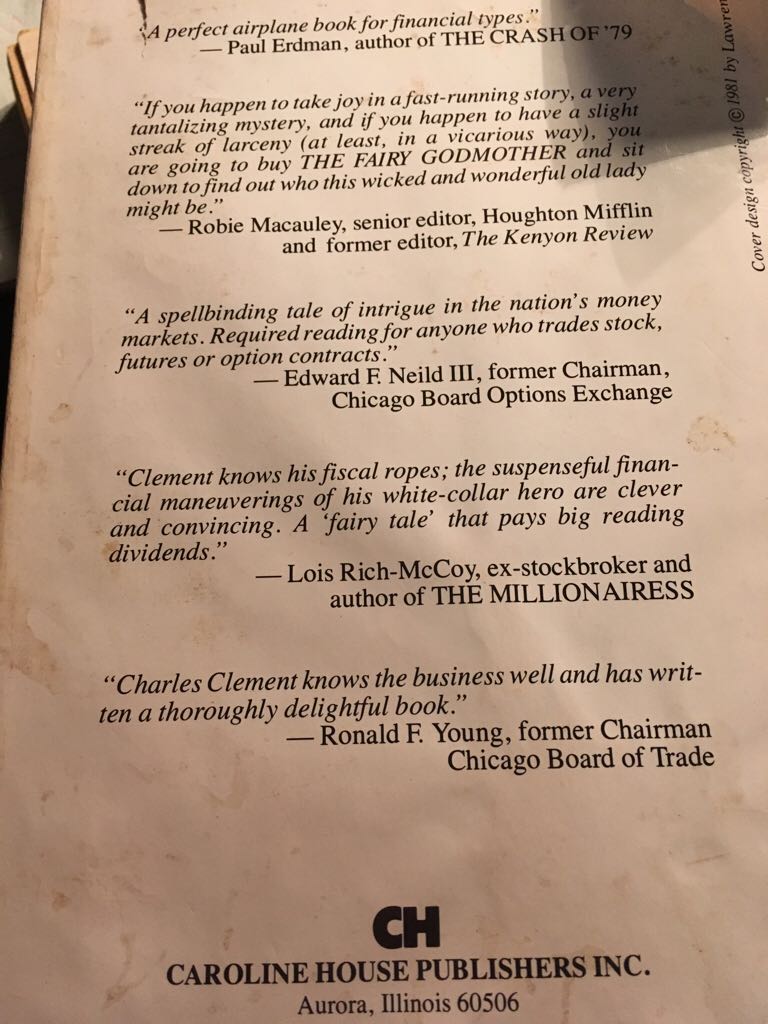 "A perfect airplane book for financial types."
— Paul Erdman, author of THE CRASH OF '79
"If you happen to take joy in a fast-running story, a very
tantalizing mystery, and if you happen to have a slight
streak of larceny (at least, in a vicarious way), you
are going to buy THE FAIRY GODMOTHER and sit
down to find out who this wicked and wonderful old lady
might be."
— Robie Macauley, senior editor, Houghton Mifflin
and former editor, The Kenyon Review
"A spellbinding tale of intrigue in the nation's money
markets. Required reading for anyone who trades stock,
futures or option contracts."
— Edward F. Neild III, former Chairman,
Chicago Board Options Exchange
"Clement knows his fiscal ropes; the suspenseful finan-
cial maneuverings of his white-collar hero are clever
and convincing. A 'fairy tale' that pays big reading
dividends."
— Lois Rich-McCoy, ex-stockbroker and
author of THE MILLIONAIRESS
"Charles Clement knows the business well and has writ-
ten a thoroughly delightful book."
— Ronald F. Young, former Chairman
Chicago Board of Trade
CH
CAROLINE HOUSE PUBLISHERS INC.
Aurora, Illinois 60506
Cover design copyright © 1981 by